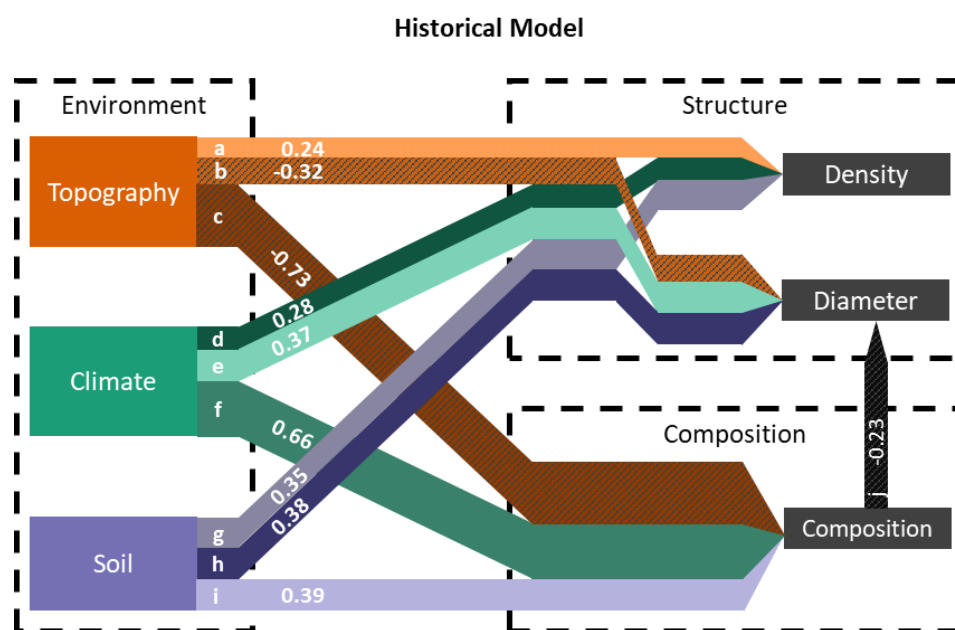 Historical Model
Environment
Structure
Topography
a 0.24
b -0.32
c -0.73
Density
Diameter
Climate
d 0.28
e 0.37
f 0.66
Composition
j -0.23
Soil
g 0.35
h 0.38
i 0.39
Composition